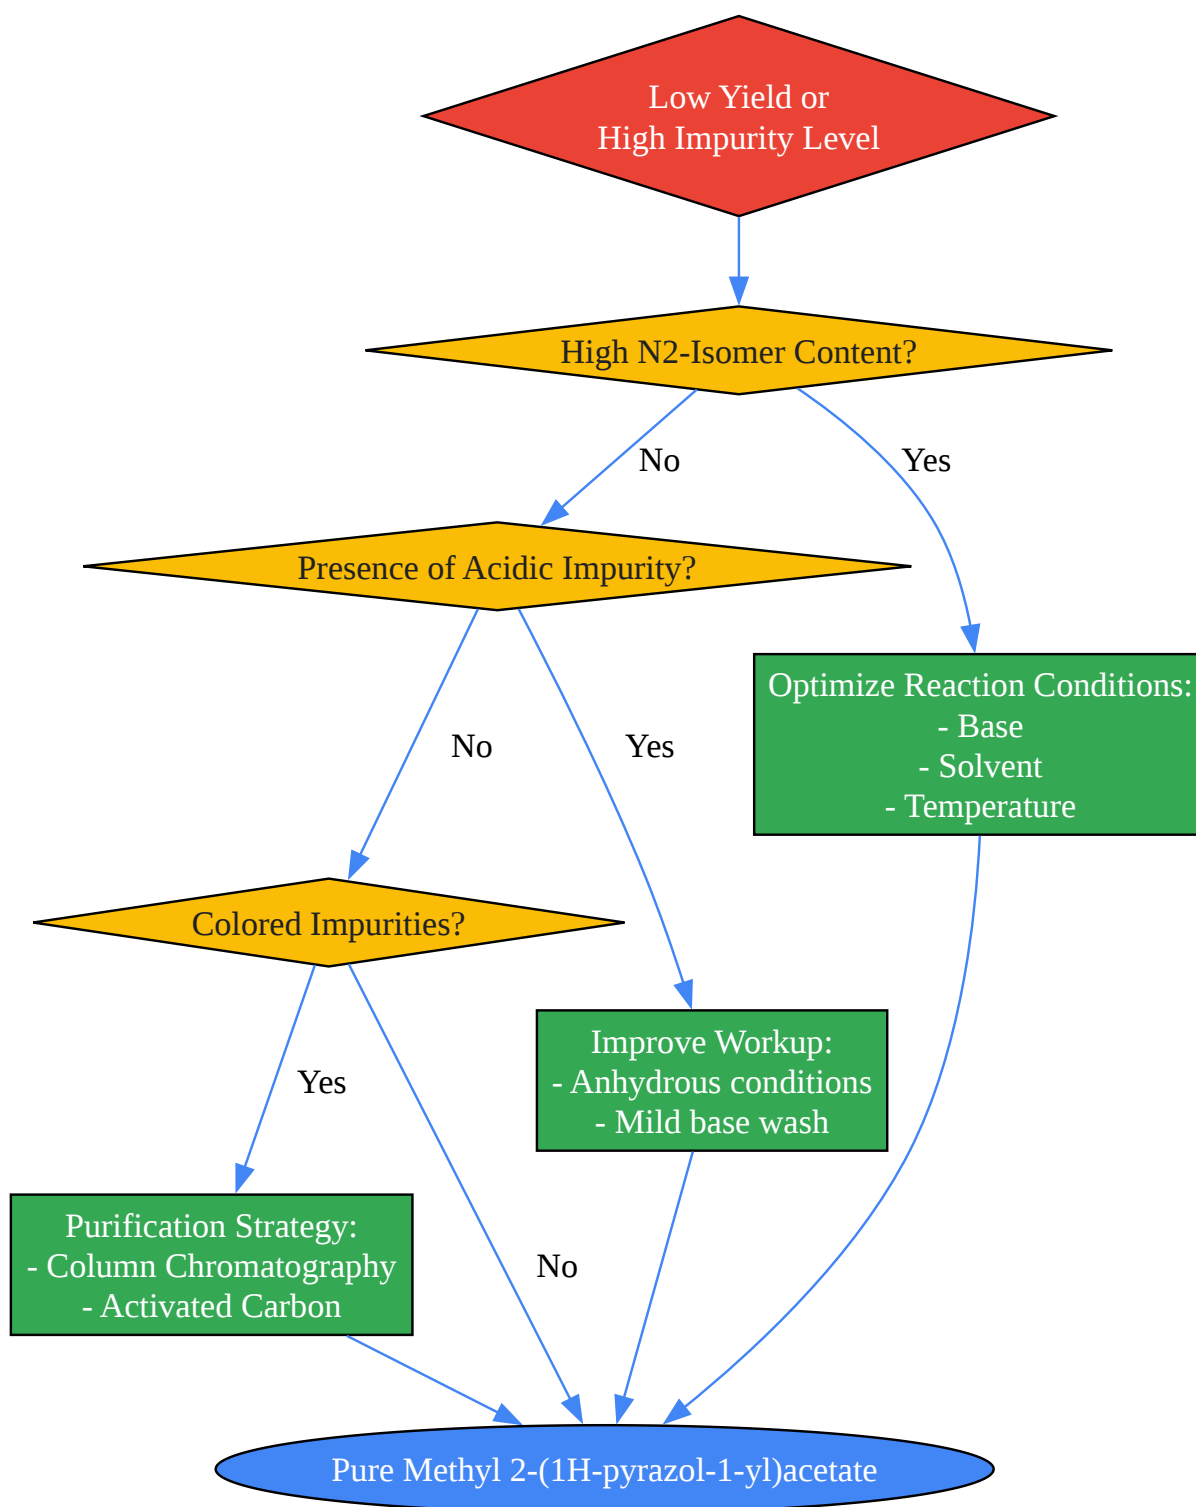 Low Yield or
High Impurity Level
High N2-Isomer Content?
No
Yes
Presence of Acidic Impurity?
Optimize Reaction Conditions:
- Base
- Solvent
- Temperature
No
Yes
Colored Impurities?
Improve Workup:
- Anhydrous conditions
- Mild base wash
Yes
Purification Strategy:
- Column Chromatography
- Activated Carbon
No
Pure Methyl 2-(1H-pyrazol-1-yl)acetate